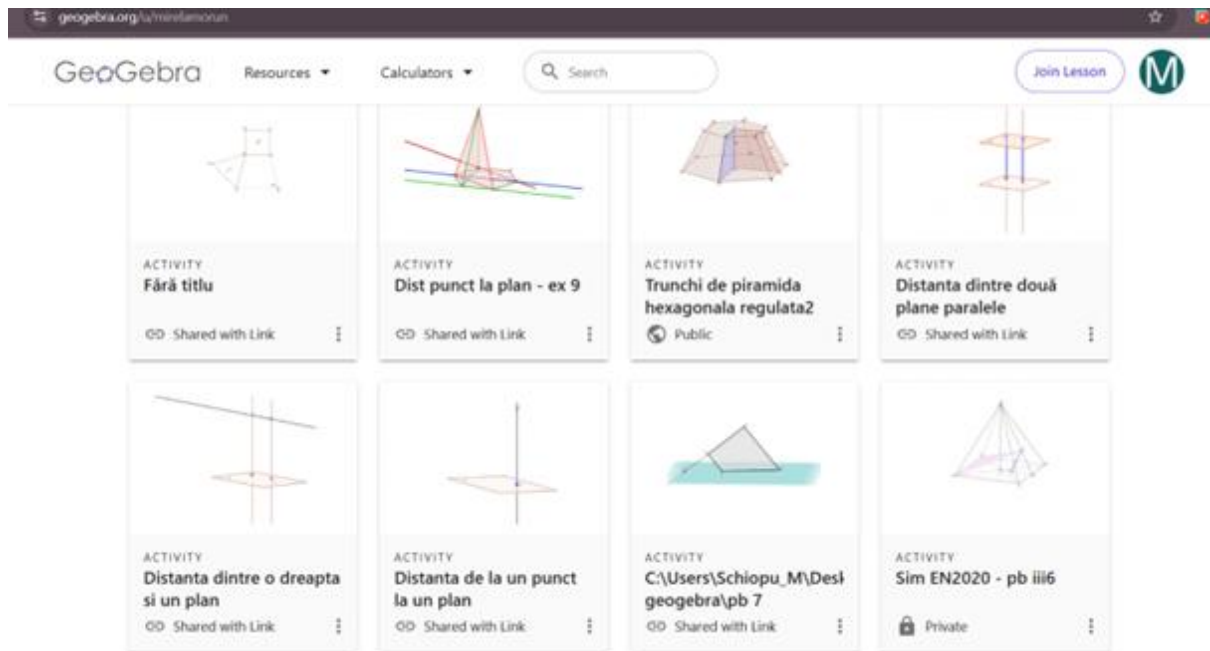 geogebra.org/u/mirelamorun
GeoGebra Resources Calculators Search Join Lesson M
ACTIVITY
Fără titlu
Shared with Link
ACTIVITY
Dist punct la plan - ex 9
Shared with Link
ACTIVITY
Trunchi de piramida
hexagonala regulata2
Public
ACTIVITY
Distanta dintre două
plane paralele
Shared with Link
ACTIVITY
Distanta dintre o dreapta
si un plan
Shared with Link
ACTIVITY
Distanta de la un punct
la un plan
Shared with Link
ACTIVITY
C:\Users\Schiopu_M\Desk
geogebra\pb 7
Shared with Link
ACTIVITY
Sim EN2020 - pb iii6
Private